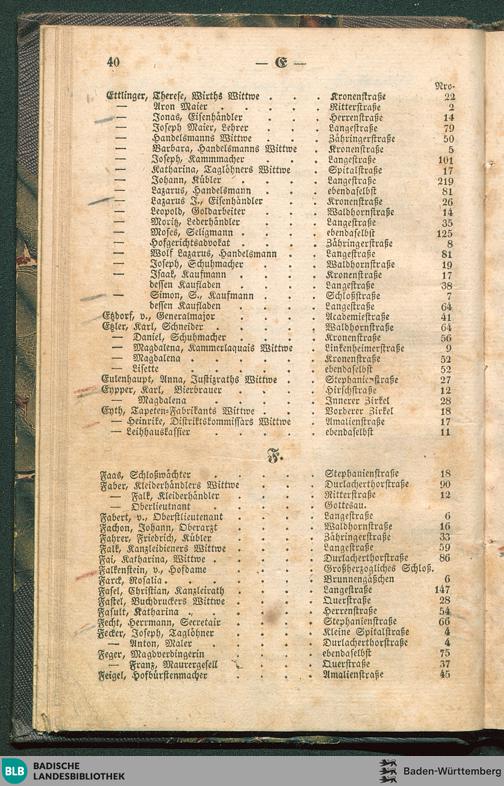 40 — E —
Nro.
Ettlinger, Therese, Wirths Wittwe . . . Kronenstraße 22
— Aron Maier . . . . Ritterstraße 2
— Jonas, Eisenhändler . . . Herrenstraße 14
— Joseph Maier, Lehrer . . . Langestraße 79
— Handelsmanns Wittwe . . . Zähringerstraße 50
— Barbara, Handelsmanns Wittwe . . Kronenstraße 5
— Joseph, Kammmacher . . . Langestraße 101
— Katharina, Taglöhners Wittwe . . Spitalstraße 17
— Johann, Kübler . . . . Langestraße 219
— Lazarus, Handelsmann . . . ebendaselbst 81
— Lazarus J., Eisenhändler . . . Kronenstraße 26
— Leopold, Goldarbeiter . . . Waldhornstraße 14
— Moritz, Lederhändler . . . Langestraße 35
— Moses, Seligmann . . . . ebendaselbst 125
— Hofgerichtsadvokat . . . . Zähringerstraße 8
— Wolf Lazarus, Handelsmann . . Langestraße 81
— Joseph, Schuhmacher . . . Waldhornstraße 19
— Isaak, Kaufmann . . . . Kronenstraße 17
dessen Kaufladen . . . . Langestraße 38
— Simon, S., Kaufmann . . . Schloßstraße 7
dessen Kaufladen . . . . Langestraße 64
Etzdorf, v., Generalmajor . . . . Academiestraße 41
Etzler, Karl, Schneider . . . . Waldhornstraße 64
— Daniel, Schuhmacher . . . . Kronenstraße 56
— Magdalena, Kammerlaquais Wittwe . . Linkenheimerstraße 9
— Magdalena . . . . . Kronenstraße 52
— Lisette . . . . . ebendaselbst 52
Eulenhaupt, Anna, Justizraths Wittwe . . Stephanienstraße 27
Eypper, Karl, Bierbrauer . . . . Hirschstraße 12
— Magdalena . . . . . Innerer Zirkel 28
Eyth, Tapeten-Fabrikants Wittwe . . . Vorderer Zirkel 18
— Heinrike, Distriktskommissärs Wittwe . . Amalienstraße 17
— Leihhauskassier . . . . ebendaselbst 11
F.
Faas, Schloßwächter . . . . Stephanienstraße 18
Faber, Kleiderhändlers Wittwe . . . Durlacherthorstraße 90
— Falk, Kleiderhändler . . . . Ritterstraße 12
— Oberlieutnant . . . . Gottesau.
Fabert, v., Oberstlieutenant . . . Langestraße 6
Fachon, Johann, Oberarzt . . . . Waldhornstraße 16
Fahrer, Friedrich, Kübler . . . . Zähringerstraße 33
Falk, Kanzleidieners Wittwe . . . Langestraße 59
Fai, Katharina, Wittwe . . . . Durlacherthorstraße 86
Falkenstein, v., Hofdame . . . . Großherzogliches Schloß.
Farck, Rosalia . . . . . Brunnengäßchen 6
Fasel, Christian, Kanzleirath . . . Langestraße 147
Fastel, Buchdruckers Wittwe . . . Querstraße 28
Fasult, Katharina . . . . . Herrenstraße 54
Fecht, Herrmann, Secretair . . . . Stephanienstraße 66
Fecker, Joseph, Taglöhner . . . . Kleine Spitalstraße 4
— Anton, Maler . . . . . Durlacherthorstraße 4
Feger, Magdverdingerin . . . . ebendaselbst 75
— Franz, Maurergesell . . . . Querstraße 37
Feigel, Hofbürstenmacher . . . . Amalienstraße 45
BLB BADISCHE LANDESBIBLIOTHEK
Baden-Württemberg